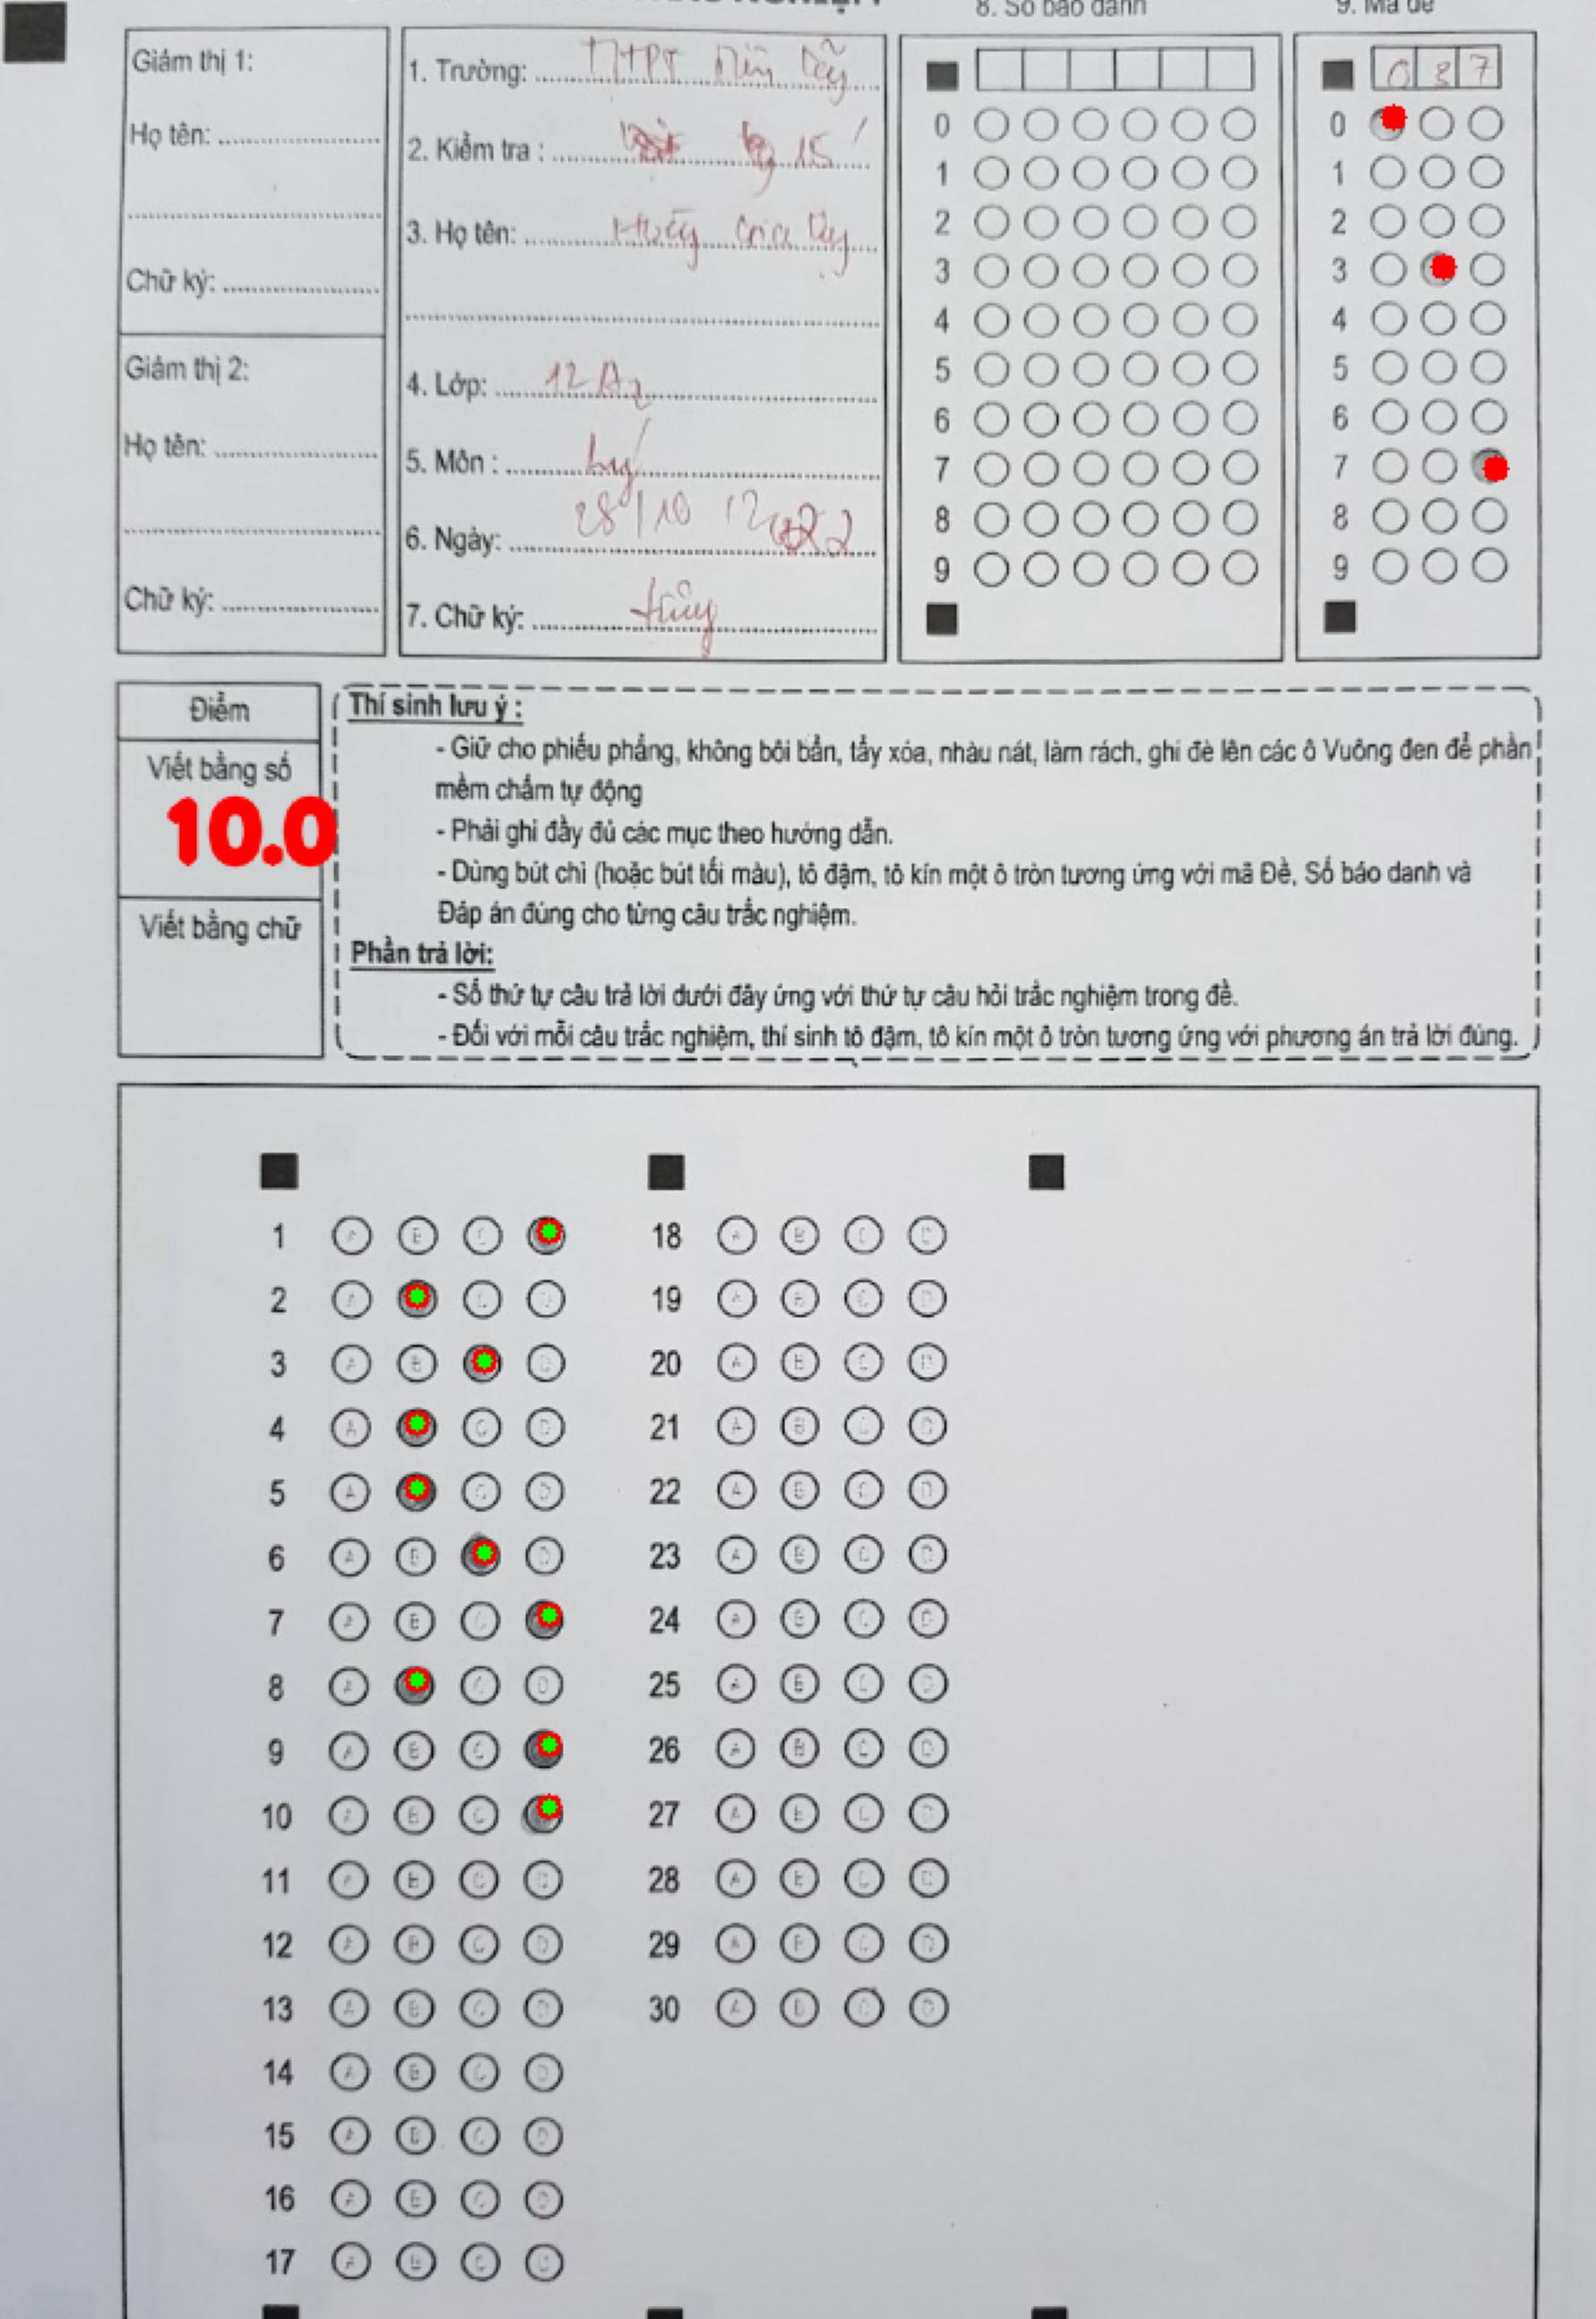 8. Số báo danh
9. Mã đề
Giám thị 1:
Họ tên:
Chữ ký:
Giám thị 2:
Họ tên:
Chữ ký:
1. Trường: THPT
2. Kiểm tra : 15'
3. Họ tên:
4. Lớp: 12A2
5. Môn : Lý
6. Ngày: 28/10
7. Chữ ký:
0
1
2
3
4
5
6
7
8
9
0 3 7
0
1
2
3
4
5
6
7
8
9
Điểm
Viết bằng số
10.0
Viết bằng chữ
Thí sinh lưu ý :
- Giữ cho phiếu phẳng, không bôi bẩn, tẩy xóa, nhàu nát, làm rách, ghi đè lên các ô Vuông đen để phần
mềm chấm tự động
- Phải ghi đầy đủ các mục theo hướng dẫn.
- Dùng bút chì (hoặc bút tối màu), tô đậm, tô kín một ô tròn tương ứng với mã Đề, Số báo danh và
Đáp án đúng cho từng câu trắc nghiệm.
Phần trả lời:
- Số thứ tự câu trả lời dưới đây ứng với thứ tự câu hỏi trắc nghiệm trong đề.
- Đối với mỗi câu trắc nghiệm, thí sinh tô đậm, tô kín một ô tròn tương ứng với phương án trả lời đúng.
1 A B C
2 A C D
3 A B D
4 A C D
5 A C D
6 A B D
7 A B C
8 A C D
9 A B C
10 A B C
11 A B C D
12 A B C D
13 A B C D
14 A B C D
15 A B C D
16 A B C D
17 A B C D
18 A B C D
19 A B C D
20 A B C D
21 A B C D
22 A B C D
23 A B C D
24 A B C D
25 A B C D
26 A B C D
27 A B C D
28 A B C D
29 A B C D
30 A B C D